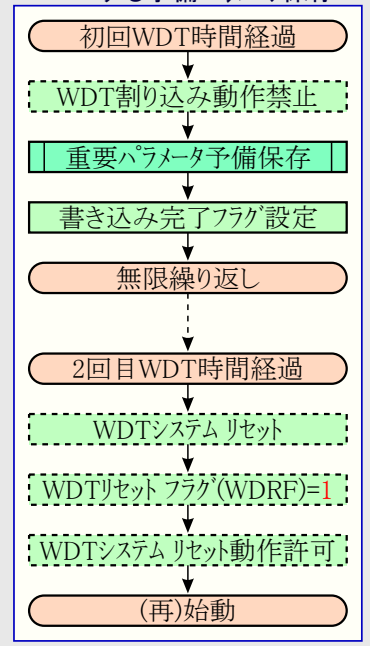 初回WDT時間経過
WDT割り込み動作禁止
重要パラメータ予備保存
書き込み完了フラグ設定
無限繰り返し
2回目WDT時間経過
WDTシステム リセット
WDTリセット フラグ(WDRF)=1
WDTシステム リセット動作許可
(再)始動